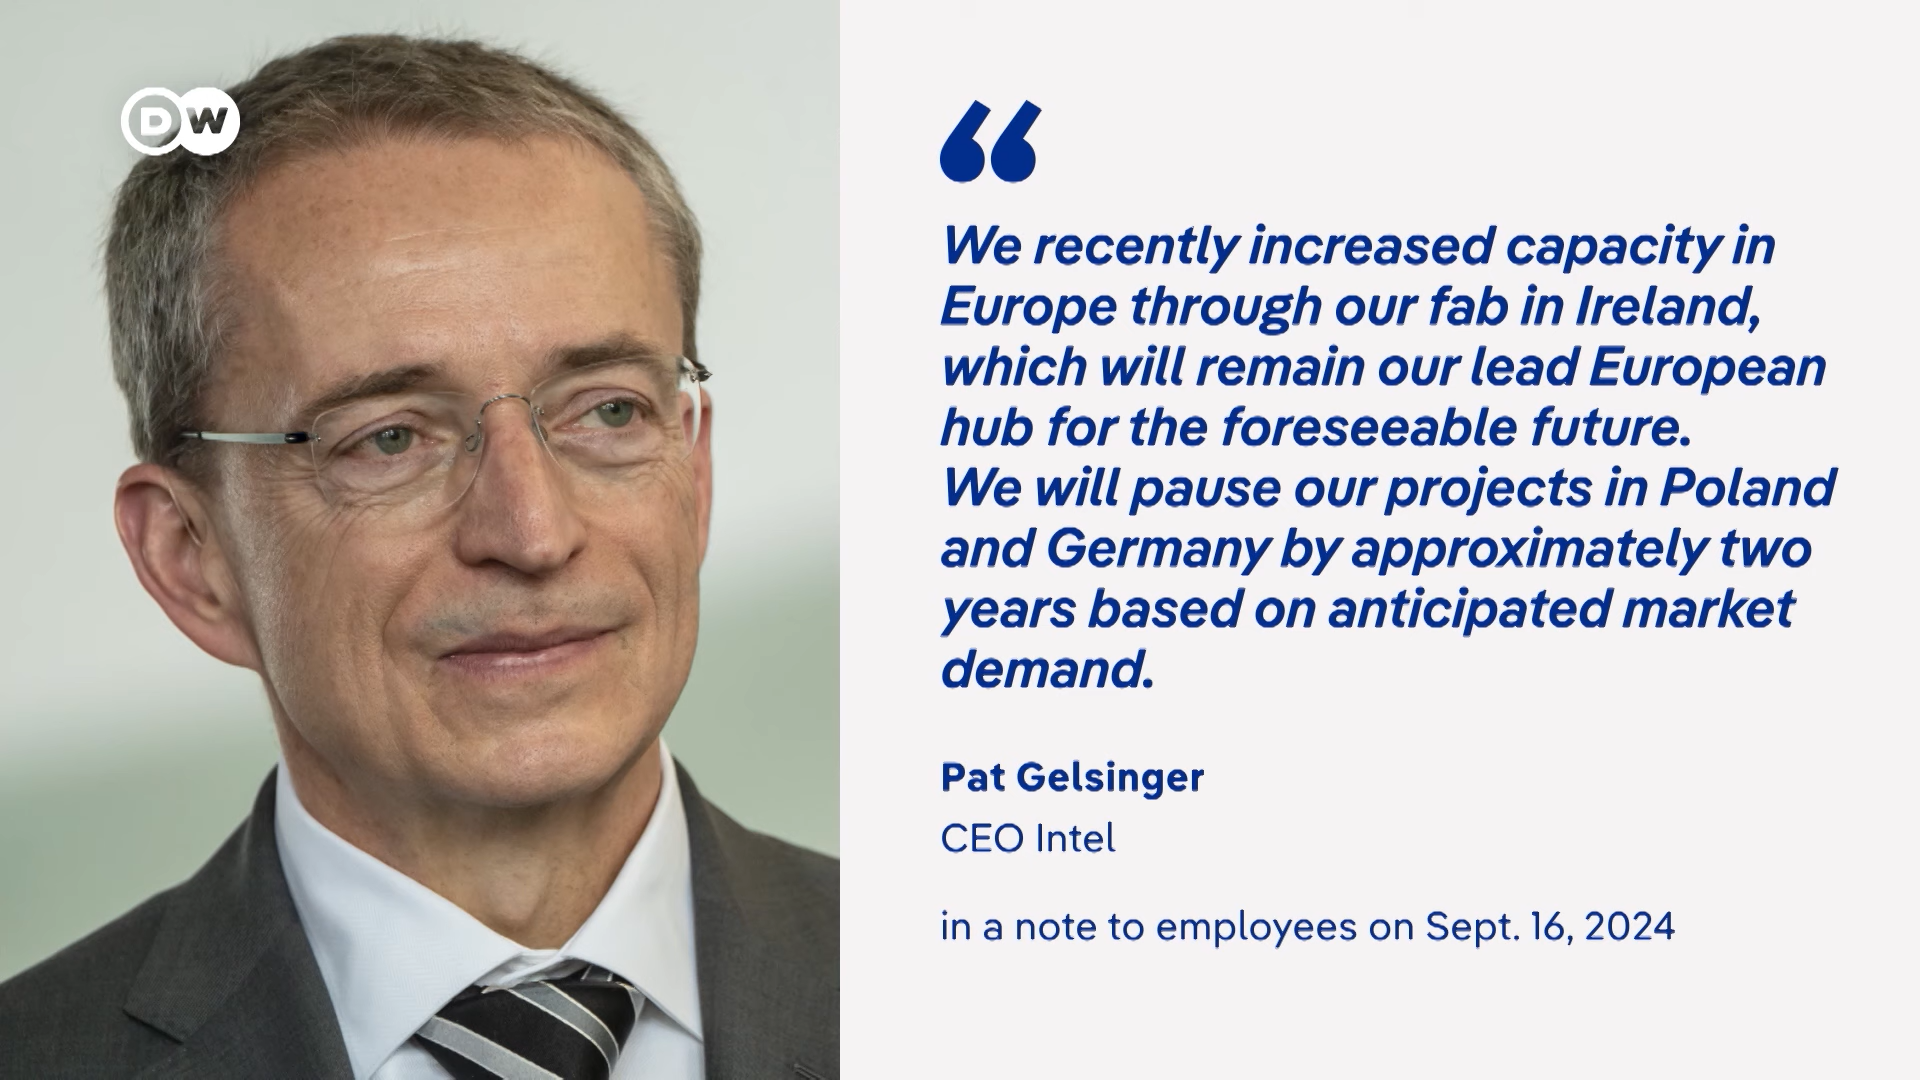 DW
“
We recently increased capacity in
Europe through our fab in Ireland,
which will remain our lead European
hub for the foreseeable future.
We will pause our projects in Poland
and Germany by approximately two
years based on anticipated market
demand.
Pat Gelsinger
CEO Intel
in a note to employees on Sept. 16, 2024